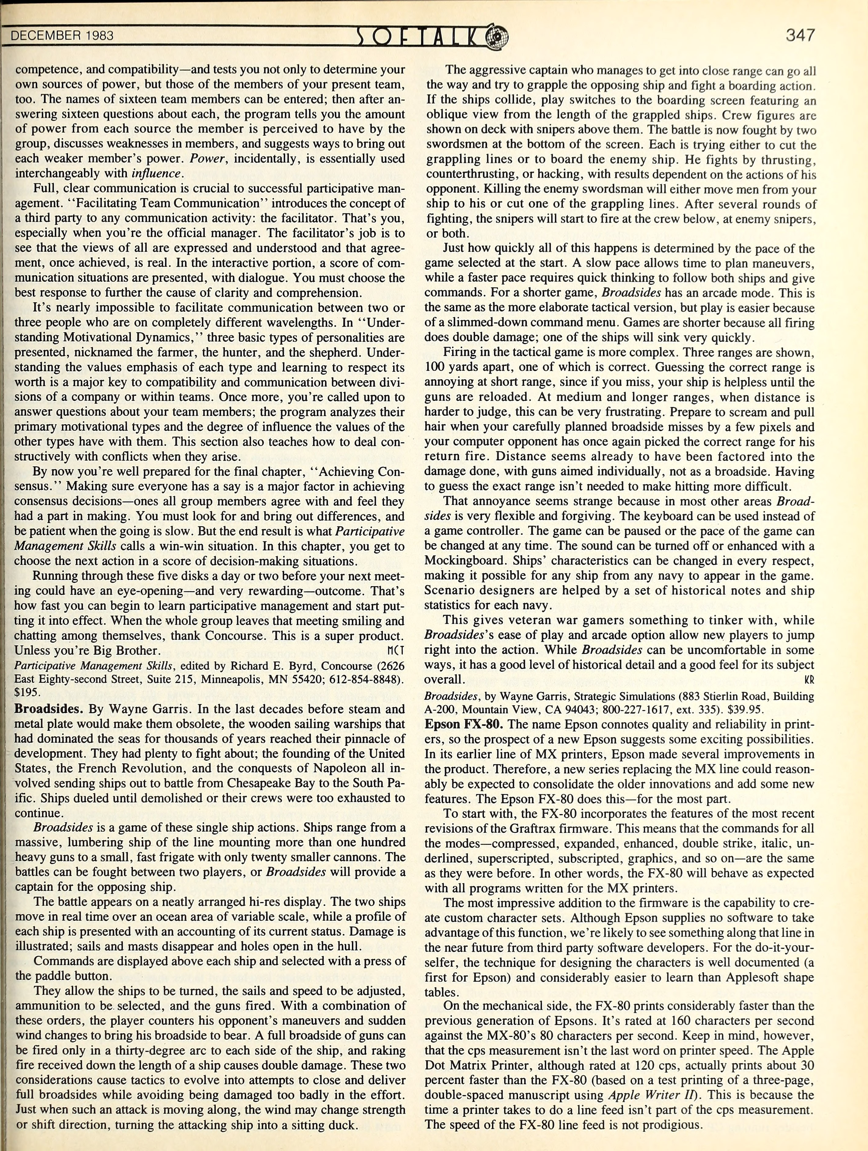 DECEMBER 1983
SOFTALK
347
competence, and compatibility—and tests you not only to determine your
own sources of power, but those of the members of your present team,
too. The names of sixteen team members can be entered; then after an-
swering sixteen questions about each, the program tells you the amount
of power from each source the member is perceived to have by the
group, discusses weaknesses in members, and suggests ways to bring out
each weaker member's power. Power, incidentally, is essentially used
interchangeably with influence.
Full, clear communication is crucial to successful participative man-
agement. "Facilitating Team Communication" introduces the concept of
a third party to any communication activity: the facilitator. That's you,
especially when you're the official manager. The facilitator's job is to
see that the views of all are expressed and understood and that agree-
ment, once achieved, is real. In the interactive portion, a score of com-
munication situations are presented, with dialogue. You must choose the
best response to further the cause of clarity and comprehension.
It's nearly impossible to facilitate communication between two or
three people who are on completely different wavelengths. In "Under-
standing Motivational Dynamics," three basic types of personalities are
presented, nicknamed the farmer, the hunter, and the shepherd. Under-
standing the values emphasis of each type and learning to respect its
worth is a major key to compatibility and communication between divi-
sions of a company or within teams. Once more, you're called upon to
answer questions about your team members; the program analyzes their
primary motivational types and the degree of influence the values of the
other types have with them. This section also teaches how to deal con-
structively with conflicts when they arise.
By now you're well prepared for the final chapter, "Achieving Con-
sensus." Making sure everyone has a say is a major factor in achieving
consensus decisions—ones all group members agree with and feel they
had a part in making. You must look for and bring out differences, and
be patient when the going is slow. But the end result is what Participative
Management Skills calls a win-win situation. In this chapter, you get to
choose the next action in a score of decision-making situations.
Running through these five disks a day or two before your next meet-
ing could have an eye-opening—and very rewarding—outcome. That's
how fast you can begin to learn participative management and start put-
ting it into effect. When the whole group leaves that meeting smiling and
chatting among themselves, thank Concourse. This is a super product.
Unless you're Big Brother. MCT
Participative Management Skills, edited by Richard E. Byrd, Concourse (2626
East Eighty-second Street, Suite 215, Minneapolis, MN 55420; 612-854-8848).
$195.
Broadsides. By Wayne Garris. In the last decades before steam and
metal plate would make them obsolete, the wooden sailing warships that
had dominated the seas for thousands of years reached their pinnacle of
development. They had plenty to fight about; the founding of the United
States, the French Revolution, and the conquests of Napoleon all in-
volved sending ships out to battle from Chesapeake Bay to the South Pa-
ific. Ships dueled until demolished or their crews were too exhausted to
continue.
Broadsides is a game of these single ship actions. Ships range from a
massive, lumbering ship of the line mounting more than one hundred
heavy guns to a small, fast frigate with only twenty smaller cannons. The
battles can be fought between two players, or Broadsides will provide a
captain for the opposing ship.
The battle appears on a neatly arranged hi-res display. The two ships
move in real time over an ocean area of variable scale, while a profile of
each ship is presented with an accounting of its current status. Damage is
illustrated; sails and masts disappear and holes open in the hull.
Commands are displayed above each ship and selected with a press of
the paddle button.
They allow the ships to be turned, the sails and speed to be adjusted,
ammunition to be selected, and the guns fired. With a combination of
these orders, the player counters his opponent's maneuvers and sudden
wind changes to bring his broadside to bear. A full broadside of guns can
be fired only in a thirty-degree arc to each side of the ship, and raking
fire received down the length of a ship causes double damage. These two
considerations cause tactics to evolve into attempts to close and deliver
full broadsides while avoiding being damaged too badly in the effort.
Just when such an attack is moving along, the wind may change strength
or shift direction, turning the attacking ship into a sitting duck.
The aggressive captain who manages to get into close range can go all
the way and try to grapple the opposing ship and fight a boarding action.
If the ships collide, play switches to the boarding screen featuring an
oblique view from the length of the grappled ships. Crew figures are
shown on deck with snipers above them. The battle is now fought by two
swordsmen at the bottom of the screen. Each is trying either to cut the
grappling lines or to board the enemy ship. He fights by thrusting,
counterthrusting, or hacking, with results dependent on the actions of his
opponent. Killing the enemy swordsman will either move men from your
ship to his or cut one of the grappling lines. After several rounds of
fighting, the snipers will start to fire at the crew below, at enemy snipers,
or both.
Just how quickly all of this happens is determined by the pace of the
game selected at the start. A slow pace allows time to plan maneuvers,
while a faster pace requires quick thinking to follow both ships and give
commands. For a shorter game, Broadsides has an arcade mode. This is
the same as the more elaborate tactical version, but play is easier because
of a slimmed-down command menu. Games are shorter because all firing
does double damage; one of the ships will sink very quickly.
Firing in the tactical game is more complex. Three ranges are shown,
100 yards apart, one of which is correct. Guessing the correct range is
annoying at short range, since if you miss, your ship is helpless until the
guns are reloaded. At medium and longer ranges, when distance is
harder to judge, this can be very frustrating. Prepare to scream and pull
hair when your carefully planned broadside misses by a few pixels and
your computer opponent has once again picked the correct range for his
return fire. Distance seems already to have been factored into the
damage done, with guns aimed individually, not as a broadside. Having
to guess the exact range isn't needed to make hitting more difficult.
That annoyance seems strange because in most other areas Broad-
sides is very flexible and forgiving. The keyboard can be used instead of
a game controller. The game can be paused or the pace of the game can
be changed at any time. The sound can be turned off or enhanced with a
Mockingboard. Ships' characteristics can be changed in every respect,
making it possible for any ship from any navy to appear in the game.
Scenario designers are helped by a set of historical notes and ship
statistics for each navy.
This gives veteran war gamers something to tinker with, while
Broadsides's ease of play and arcade option allow new players to jump
right into the action. While Broadsides can be uncomfortable in some
ways, it has a good level of historical detail and a good feel for its subject
overall. KR
Broadsides, by Wayne Garris, Strategic Simulations (883 Stierlin Road, Building
A-200, Mountain View, CA 94043; 800-227-1617, ext. 335). $39.95.
Epson FX-80. The name Epson connotes quality and reliability in print-
ers, so the prospect of a new Epson suggests some exciting possibilities.
In its earlier line of MX printers, Epson made several improvements in
the product. Therefore, a new series replacing the MX line could reason-
ably be expected to consolidate the older innovations and add some new
features. The Epson FX-80 does this—for the most part.
To start with, the FX-80 incorporates the features of the most recent
revisions of the Graftrax firmware. This means that the commands for all
the modes—compressed, expanded, enhanced, double strike, italic, un-
derlined, superscripted, subscripted, graphics, and so on—are the same
as they were before. In other words, the FX-80 will behave as expected
with all programs written for the MX printers.
The most impressive addition to the firmware is the capability to cre-
ate custom character sets. Although Epson supplies no software to take
advantage of this function, we're likely to see something along that line in
the near future from third party software developers. For the do-it-your-
selfer, the technique for designing the characters is well documented (a
first for Epson) and considerably easier to learn than Applesoft shape
tables.
On the mechanical side, the FX-80 prints considerably faster than the
previous generation of Epsons. It's rated at 160 characters per second
against the MX-80's 80 characters per second. Keep in mind, however,
that the cps measurement isn't the last word on printer speed. The Apple
Dot Matrix Printer, although rated at 120 cps, actually prints about 30
percent faster than the FX-80 (based on a test printing of a three-page,
double-spaced manuscript using Apple Writer II). This is because the
time a printer takes to do a line feed isn't part of the cps measurement.
The speed of the FX-80 line feed is not prodigious.